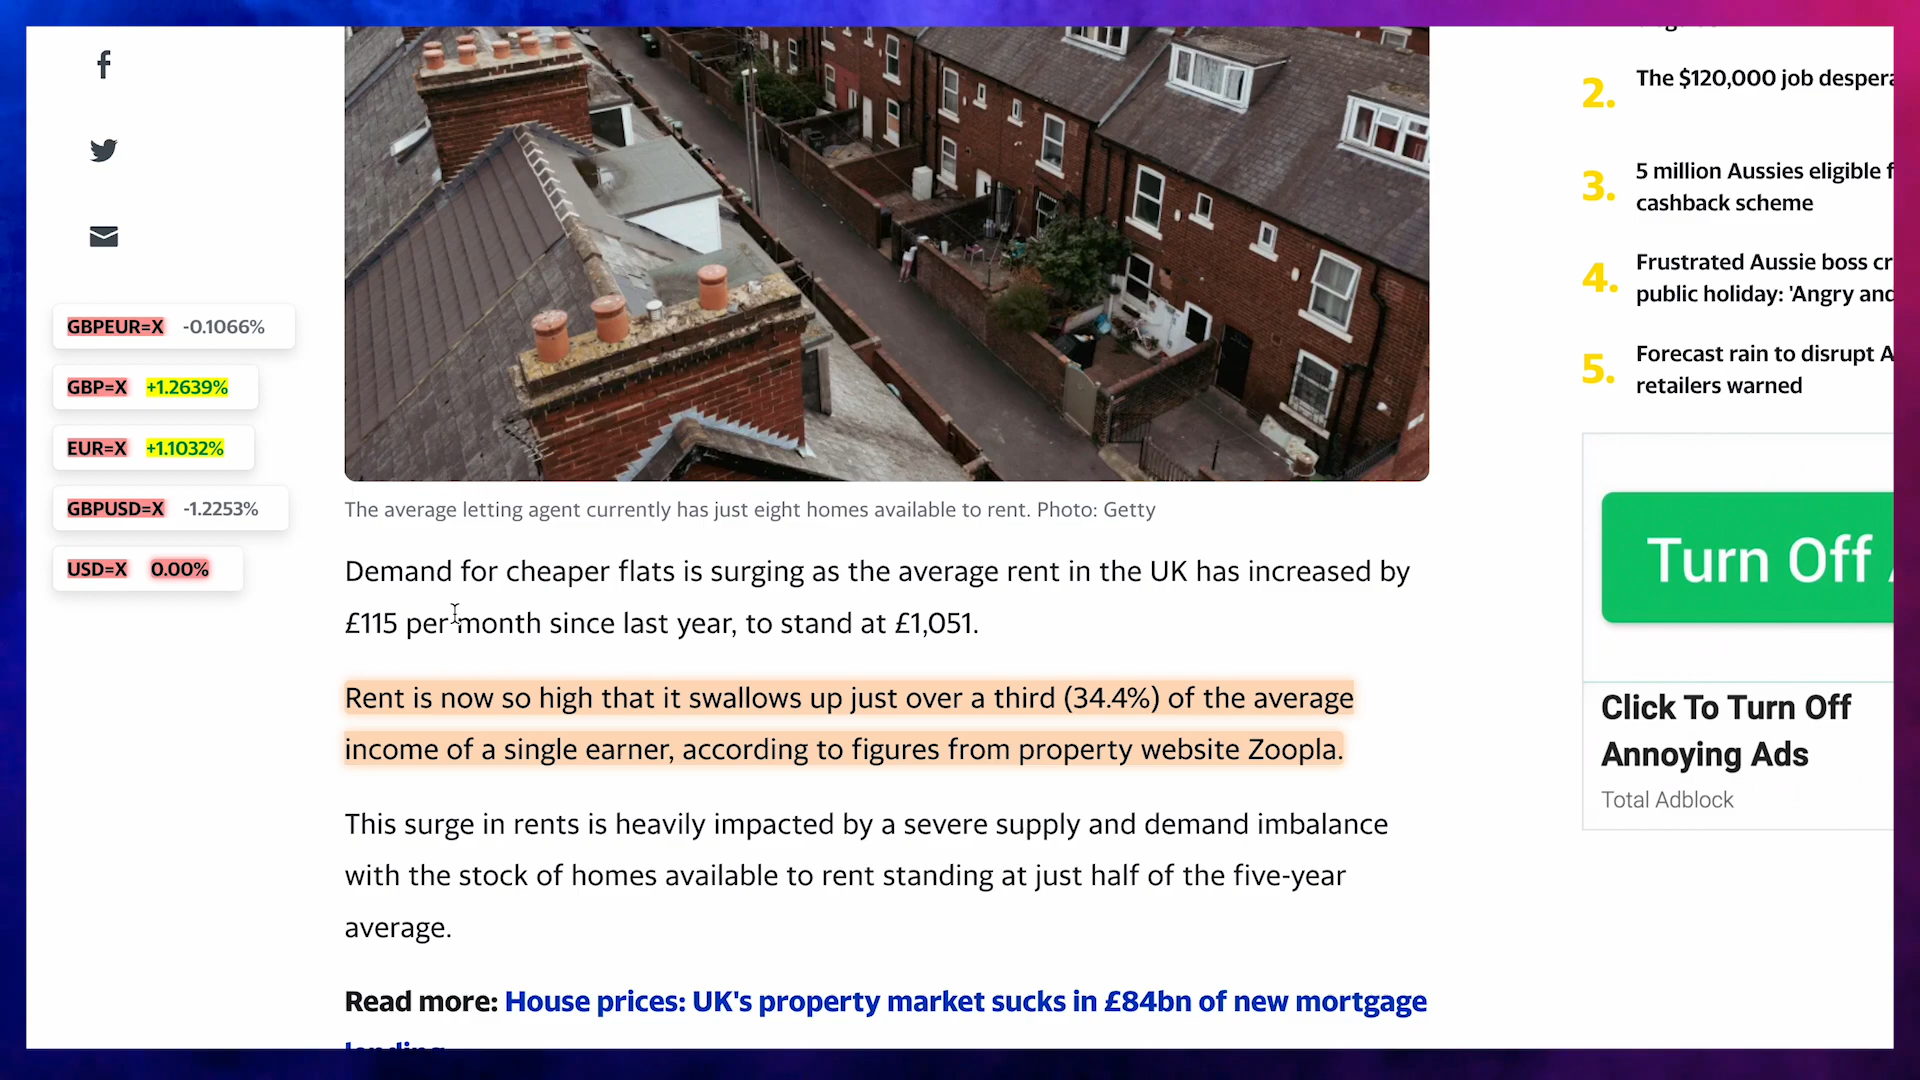 GBPEUR=X -0.1066%
GBP=X +1.2639%
EUR=X +1.1032%
GBPUSD=X -1.2253%
USD=X 0.00%
The average letting agent currently has just eight homes available to rent. Photo: Getty
Demand for cheaper flats is surging as the average rent in the UK has increased by
£115 per month since last year, to stand at £1,051.
Rent is now so high that it swallows up just over a third (34.4%) of the average
income of a single earner, according to figures from property website Zoopla.
This surge in rents is heavily impacted by a severe supply and demand imbalance
with the stock of homes available to rent standing at just half of the five-year
average.
Read more: House prices: UK's property market sucks in £84bn of new mortgage
lending
2. The $120,000 job despera
3. 5 million Aussies eligible f
cashback scheme
4. Frustrated Aussie boss cr
public holiday: 'Angry and
5. Forecast rain to disrupt A
retailers warned
Turn Off
Click To Turn Off
Annoying Ads
Total Adblock